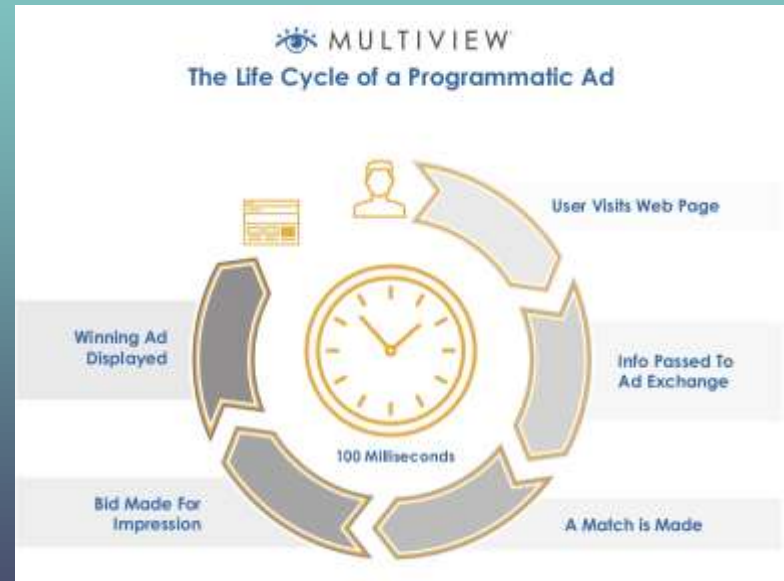 MULTIVIEW
The Life Cycle of a Programmatic Ad
User Visits Web Page
Info Passed To
Ad Exchange
A Match is Made
Bid Made For
Impression
Winning Ad
Displayed
100 Milliseconds